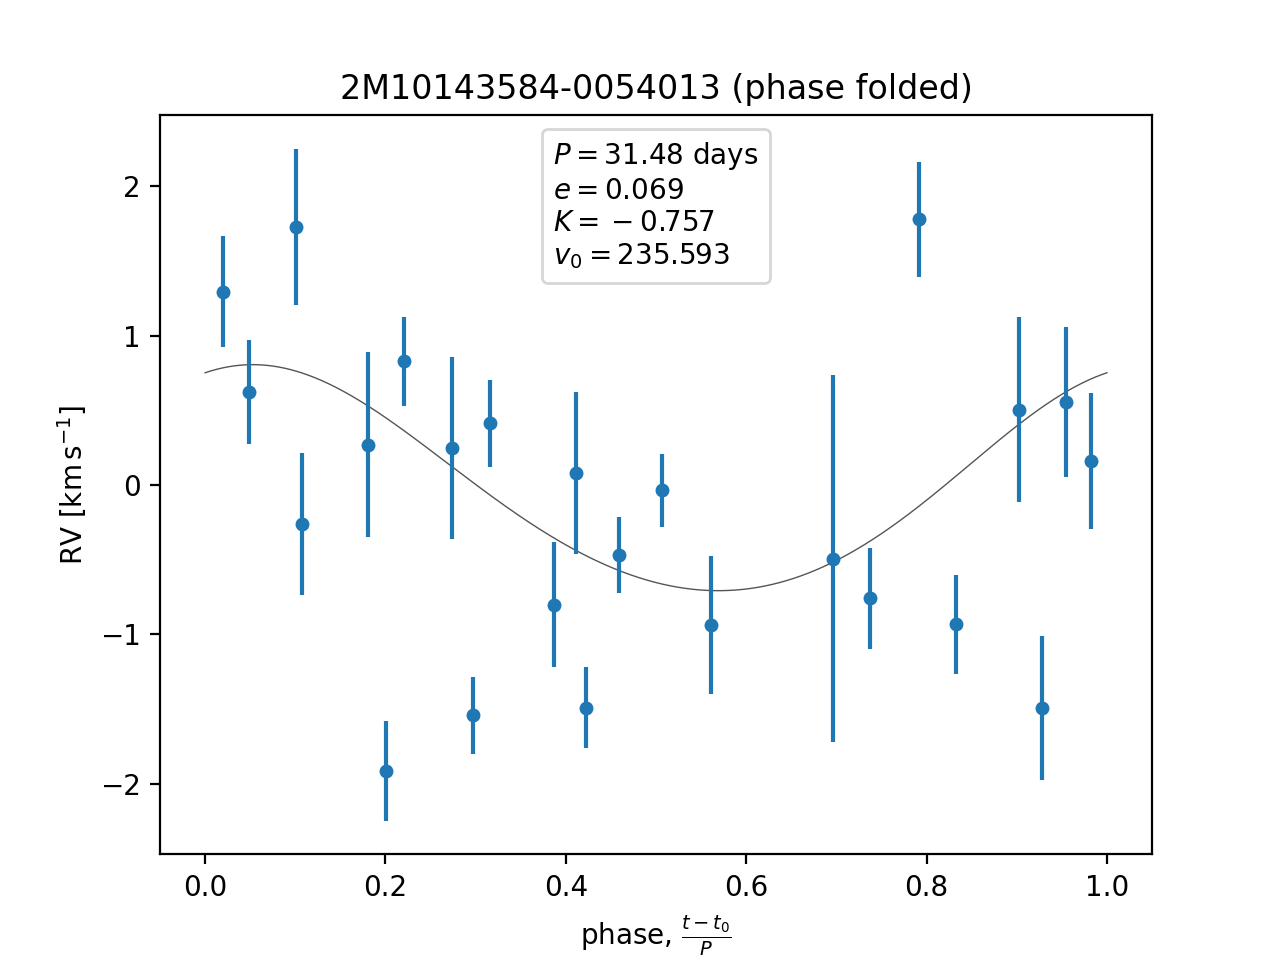 2M10143584-0054013 (phase folded)
P = 31.48 days
e = 0.069
K = −0.757
v₀ = 235.593
RV [km s⁻¹]
2
1
0
−1
−2
0.0 0.2 0.4 0.6 0.8 1.0
phase, (t − t₀)/P